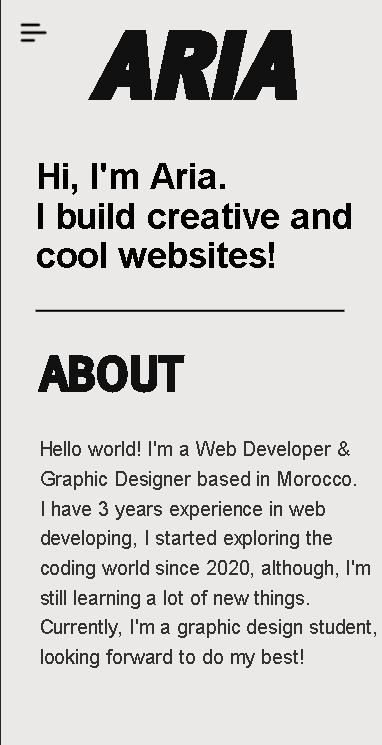 ARIA
Hi, I'm Aria.
I build creative and
cool websites!
ABOUT
Hello world! I'm a Web Developer &
Graphic Designer based in Morocco.
I have 3 years experience in web
developing, I started exploring the
coding world since 2020, although, I'm
still learning a lot of new things.
Currently, I'm a graphic design student,
looking forward to do my best!